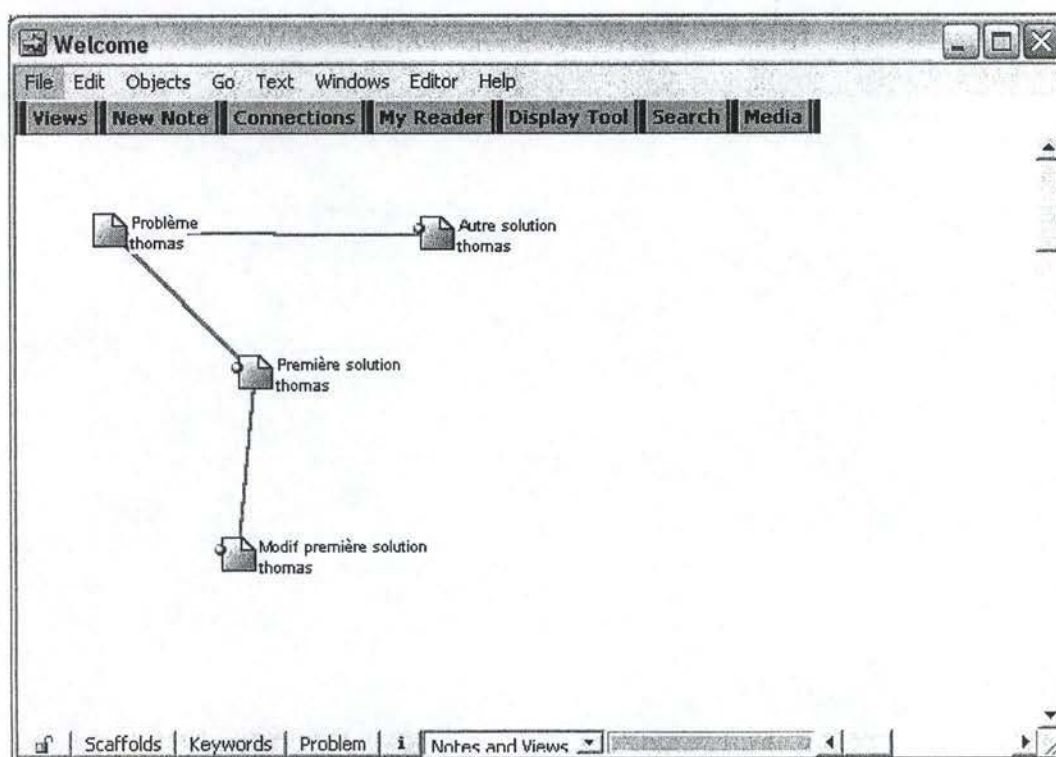 Welcome
File Edit Objects Go Text Windows Editor Help
Views New Note Connections My Reader Display Tool Search Media
Problème
thomas
Autre solution
thomas
Première solution
thomas
Modif première solution
thomas
Scaffolds Keywords Problem i Notes and Views